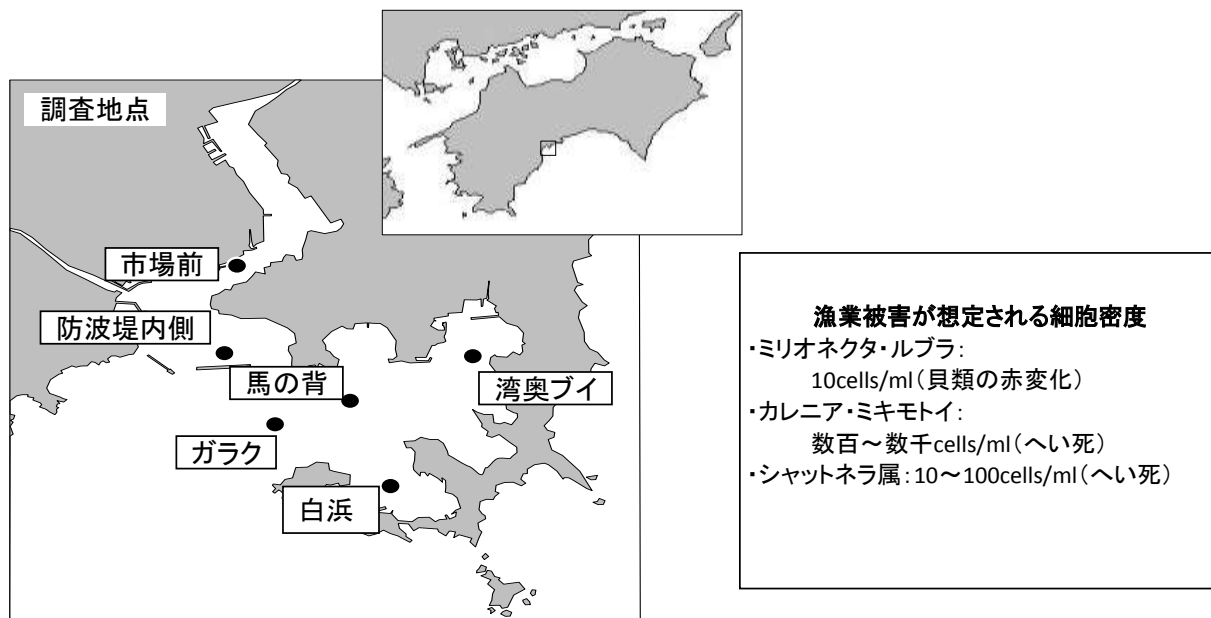 調査地点
市場前
防波堤内側
馬の背
湾奥ブイ
ガラク
白浜
漁業被害が想定される細胞密度
・ミリオネクタ・ルブラ：
10cells/ml（貝類の赤変化）
・カレニア・ミキモトイ：
数百～数千cells/ml（へい死）
・シャットネラ属：10～100cells/ml（へい死）